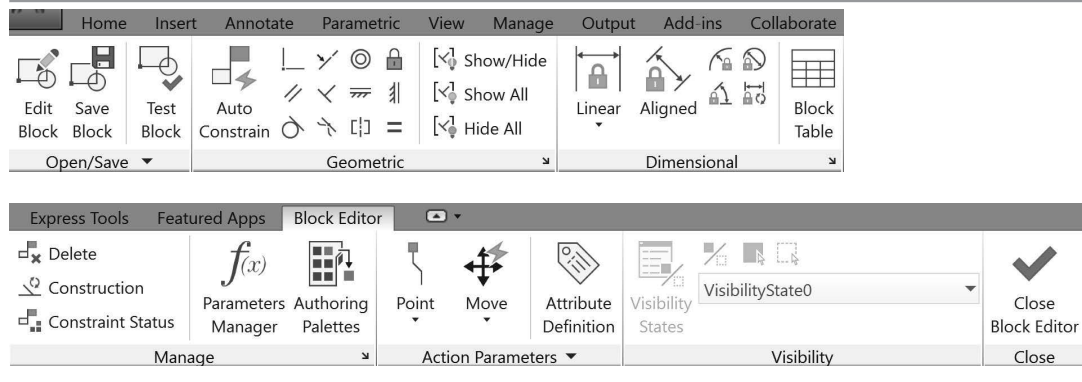 Home Insert Annotate Parametric View Manage Output Add-ins Collaborate
Show/Hide
Edit Block Save Block Test Block Auto Constrain Show All Linear Aligned Block Table
Hide All
Open/Save Geometric Dimensional
Express Tools Featured Apps Block Editor
Delete
f(x)
Construction
Constraint Status
Parameters Manager Authoring Palettes Point Move Attribute Definition Visibility States VisibilityState0 Close Block Editor
Manage Action Parameters Visibility Close